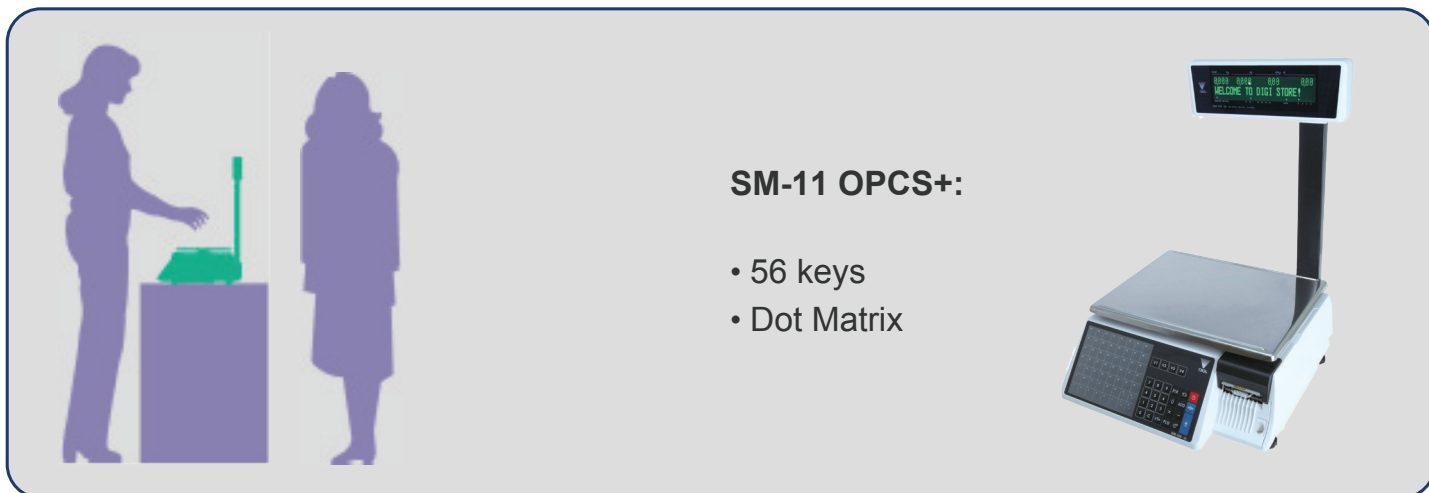 SM-11 OPCS+:
• 56 keys
• Dot Matrix
WELCOME TO DIGI STORE!